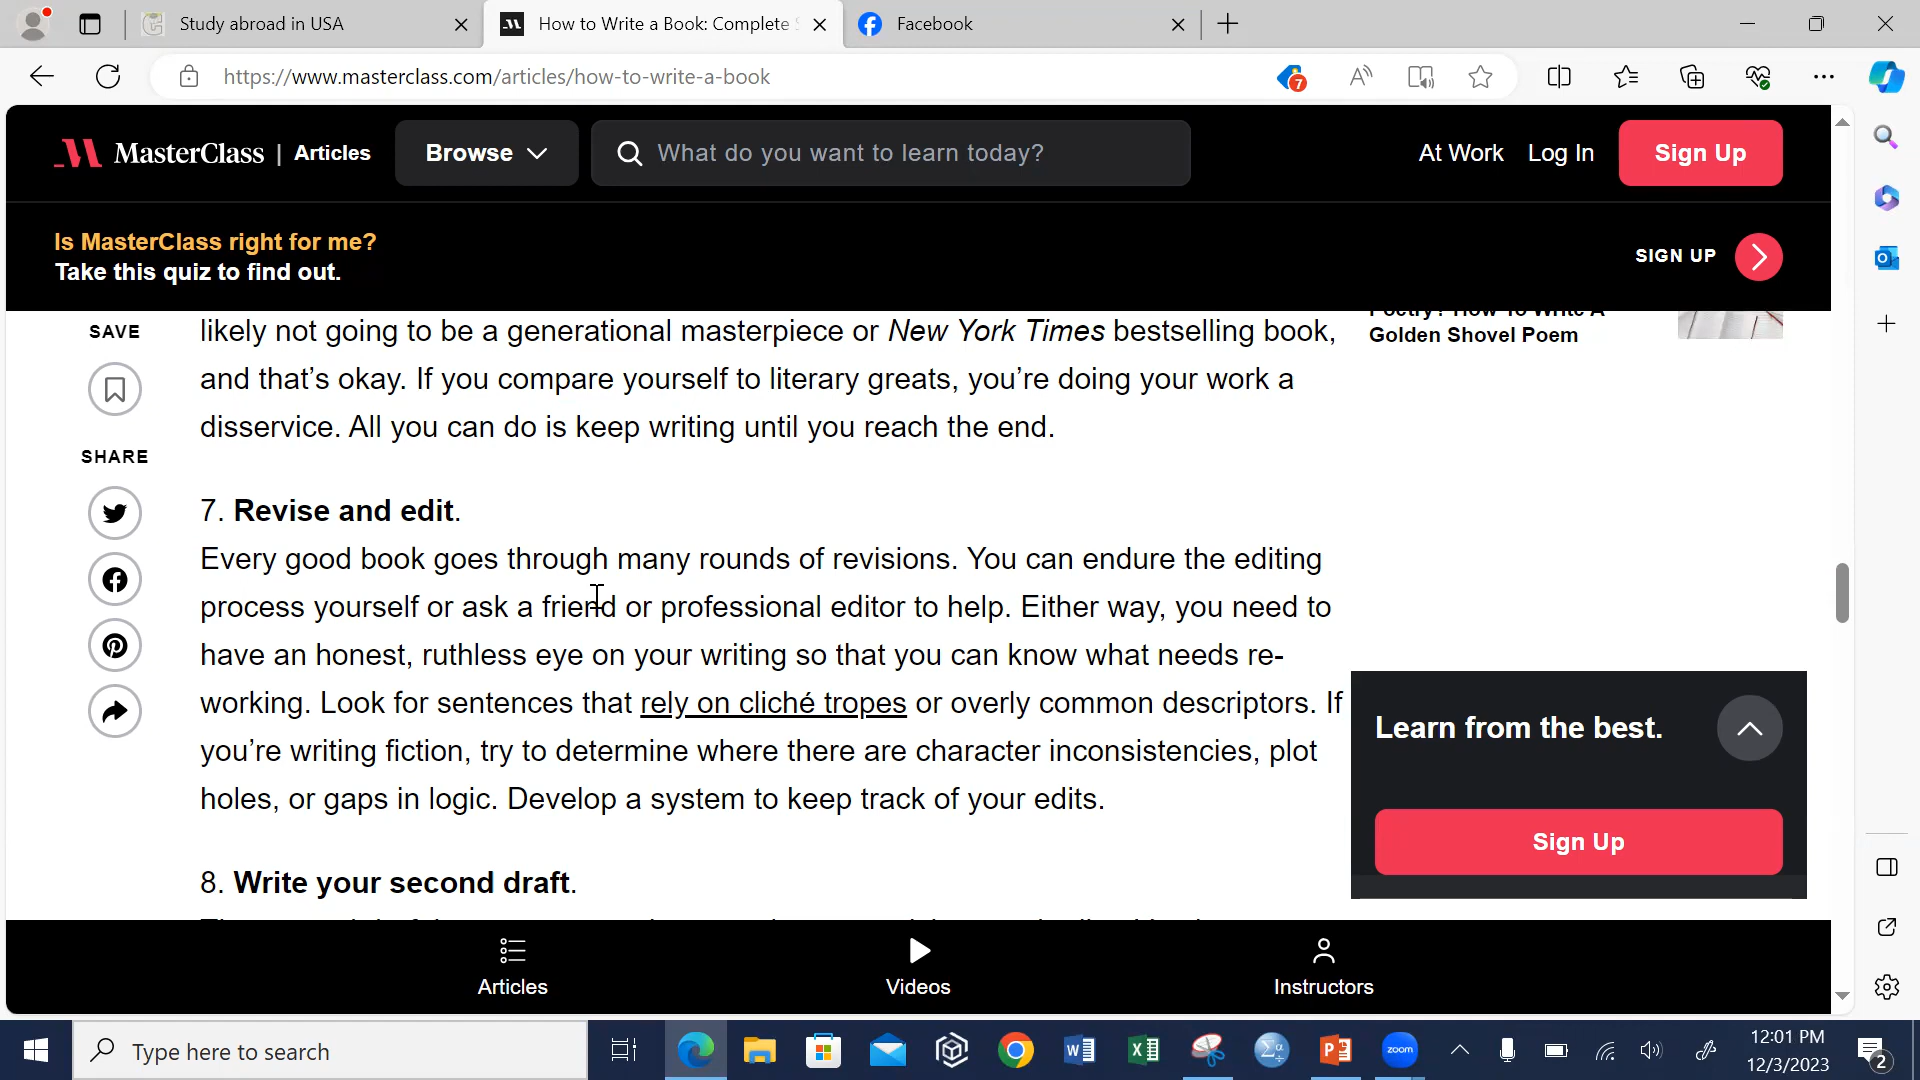 Study abroad in USA
How to Write a Book: Complete
Facebook
https://www.masterclass.com/articles/how-to-write-a-book
7
MasterClass | Articles
Browse
What do you want to learn today?
At Work
Log In
Sign Up
Is MasterClass right for me?
Take this quiz to find out.
SIGN UP
SAVE
SHARE
likely not going to be a generational masterpiece or New York Times bestselling book,
and that’s okay. If you compare yourself to literary greats, you’re doing your work a
disservice. All you can do is keep writing until you reach the end.
7. Revise and edit.
Every good book goes through many rounds of revisions. You can endure the editing
process yourself or ask a friend or professional editor to help. Either way, you need to
have an honest, ruthless eye on your writing so that you can know what needs re-
working. Look for sentences that rely on cliché tropes or overly common descriptors. If
you’re writing fiction, try to determine where there are character inconsistencies, plot
holes, or gaps in logic. Develop a system to keep track of your edits.
8. Write your second draft.
Poetry? How To Write A
Golden Shovel Poem
Learn from the best.
Sign Up
Articles
Videos
Instructors
Type here to search
zoom
12:01 PM
12/3/2023
2